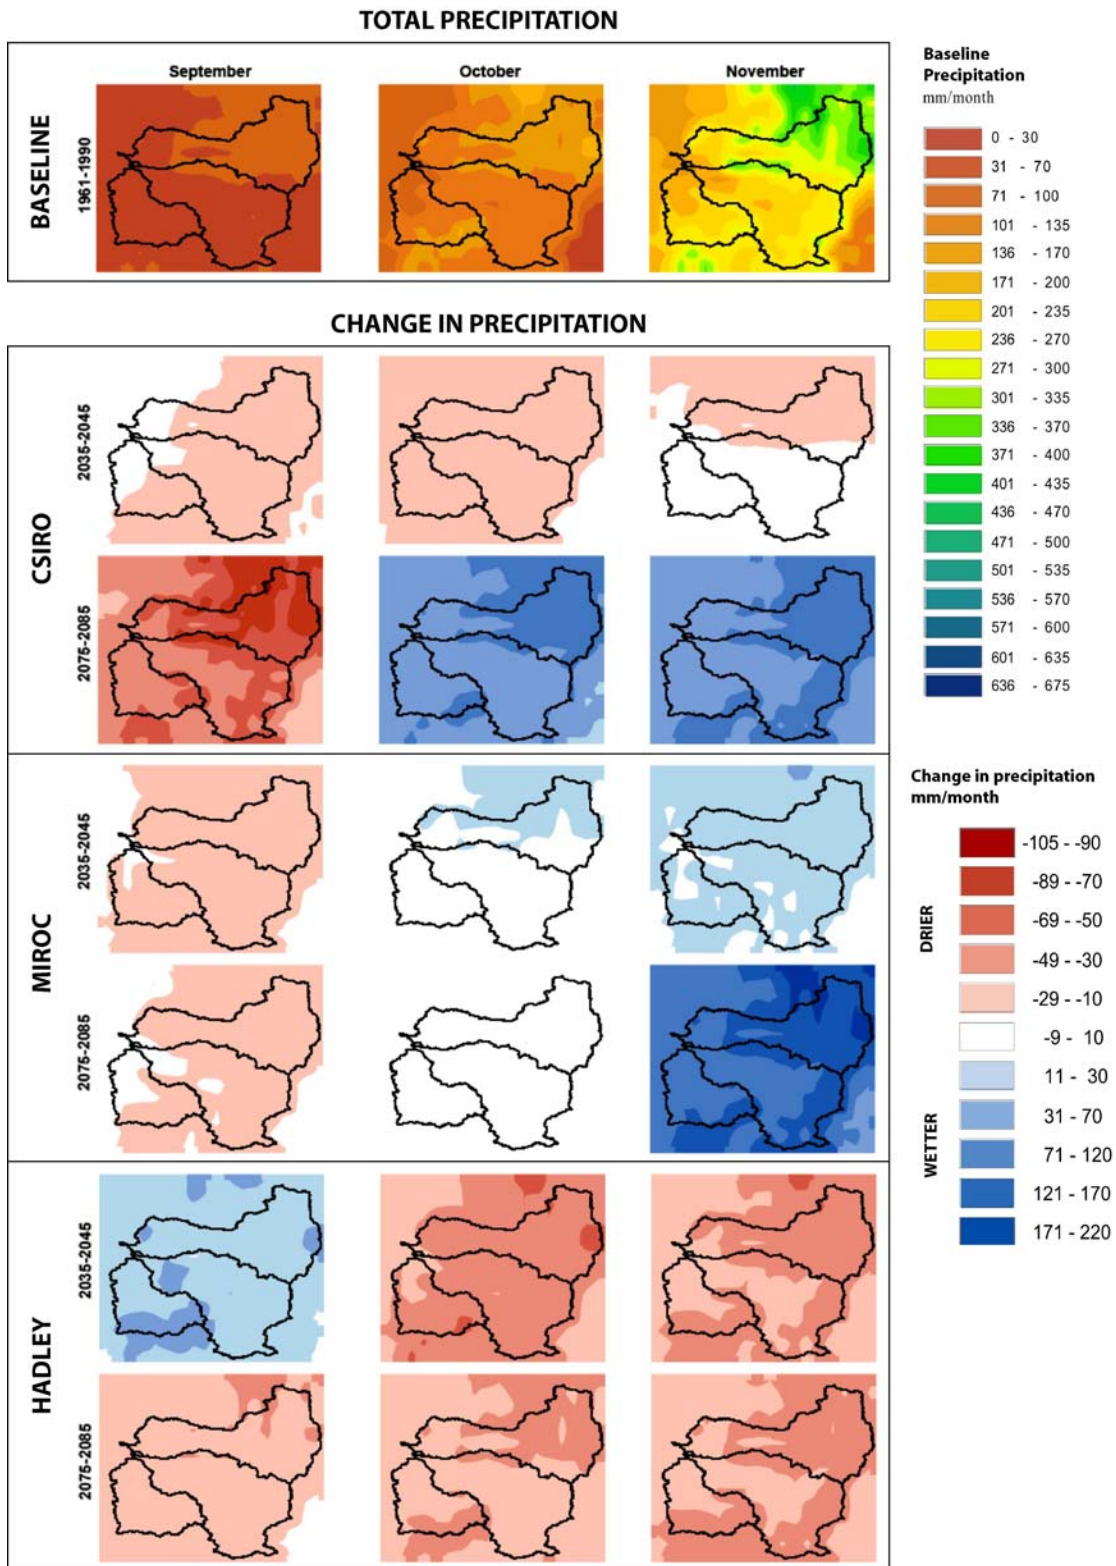 TOTAL PRECIPITATION
September October November
BASELINE
1961-1990
Baseline
Precipitation
mm/month
0 - 30
31 - 70
71 - 100
101 - 135
136 - 170
171 - 200
201 - 235
236 - 270
271 - 300
301 - 335
336 - 370
371 - 400
401 - 435
436 - 470
471 - 500
501 - 535
536 - 570
571 - 600
601 - 635
636 - 675
CHANGE IN PRECIPITATION
CSIRO
2035-2045
2075-2085
MIROC
2035-2045
2075-2085
HADLEY
2035-2045
2075-2085
Change in precipitation
mm/month
DRIER
-105 - -90
-89 - -70
-69 - -50
-49 - -30
-29 - -10
-9 - 10
WETTER
11 - 30
31 - 70
71 - 120
121 - 170
171 - 220